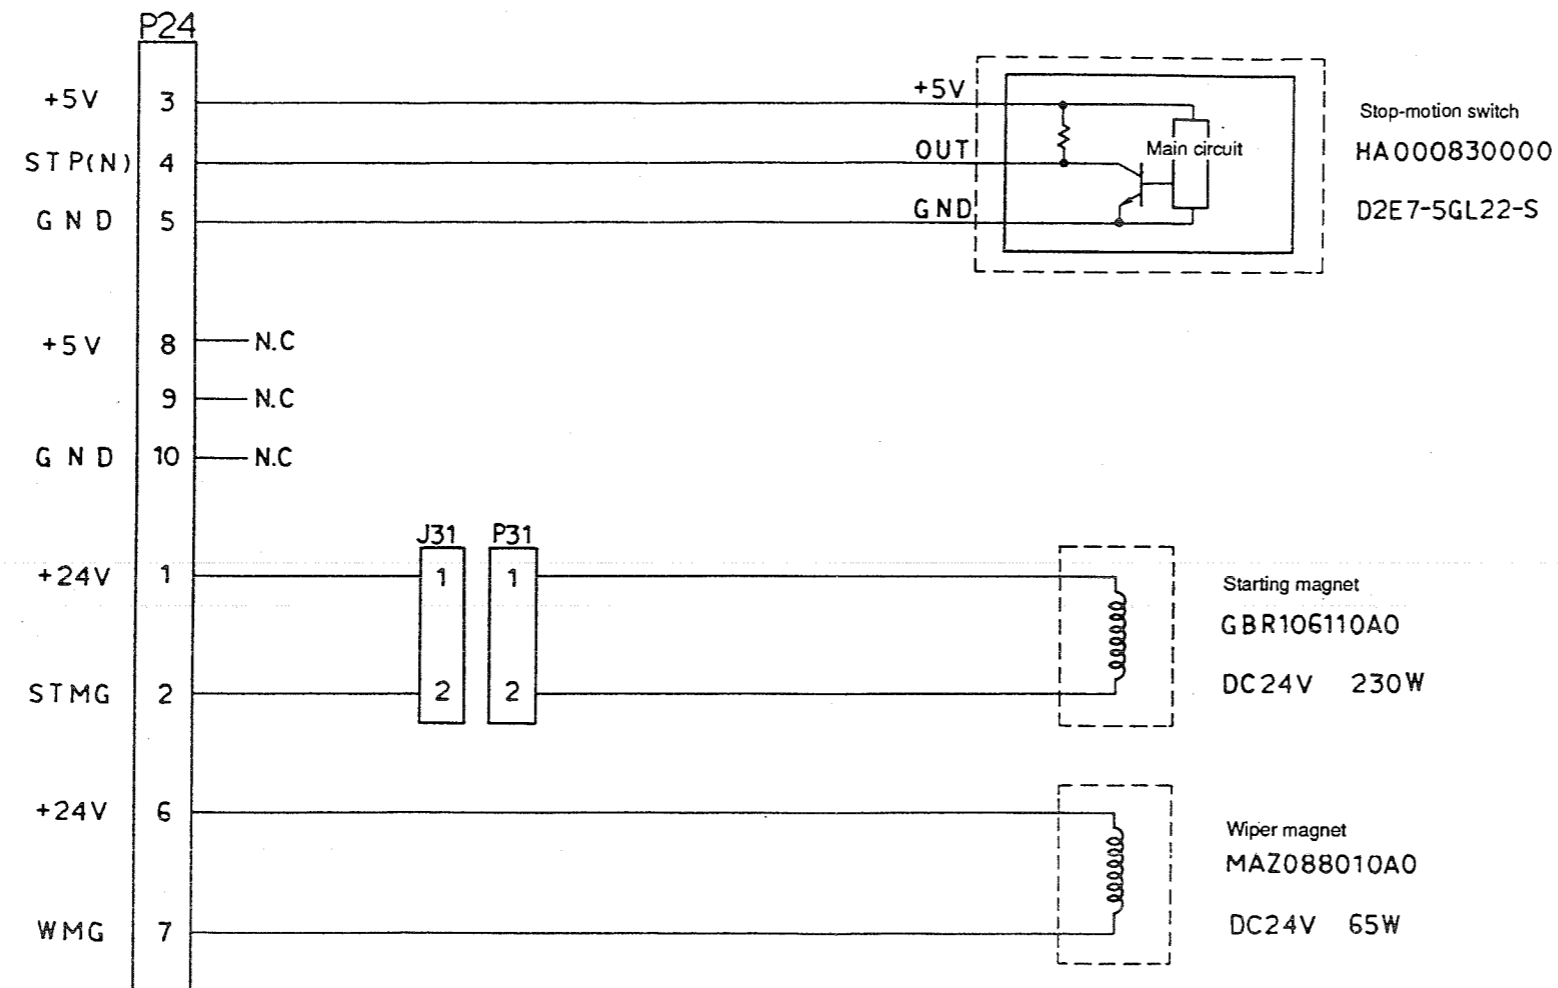 P24
+5V 3 +5V
STP(N) 4 OUT
GND 5 GND
Main circuit
Stop-motion switch
HA000830000
D2E7-5GL22-S
+5V 8 N.C
9 N.C
GND 10 N.C
J31 P31
+24V 1 1 1
STMG 2 2 2
Starting magnet
GBR106110A0
DC24V 230W
+24V 6
WMG 7
Wiper magnet
MAZ088010A0
DC24V 65W